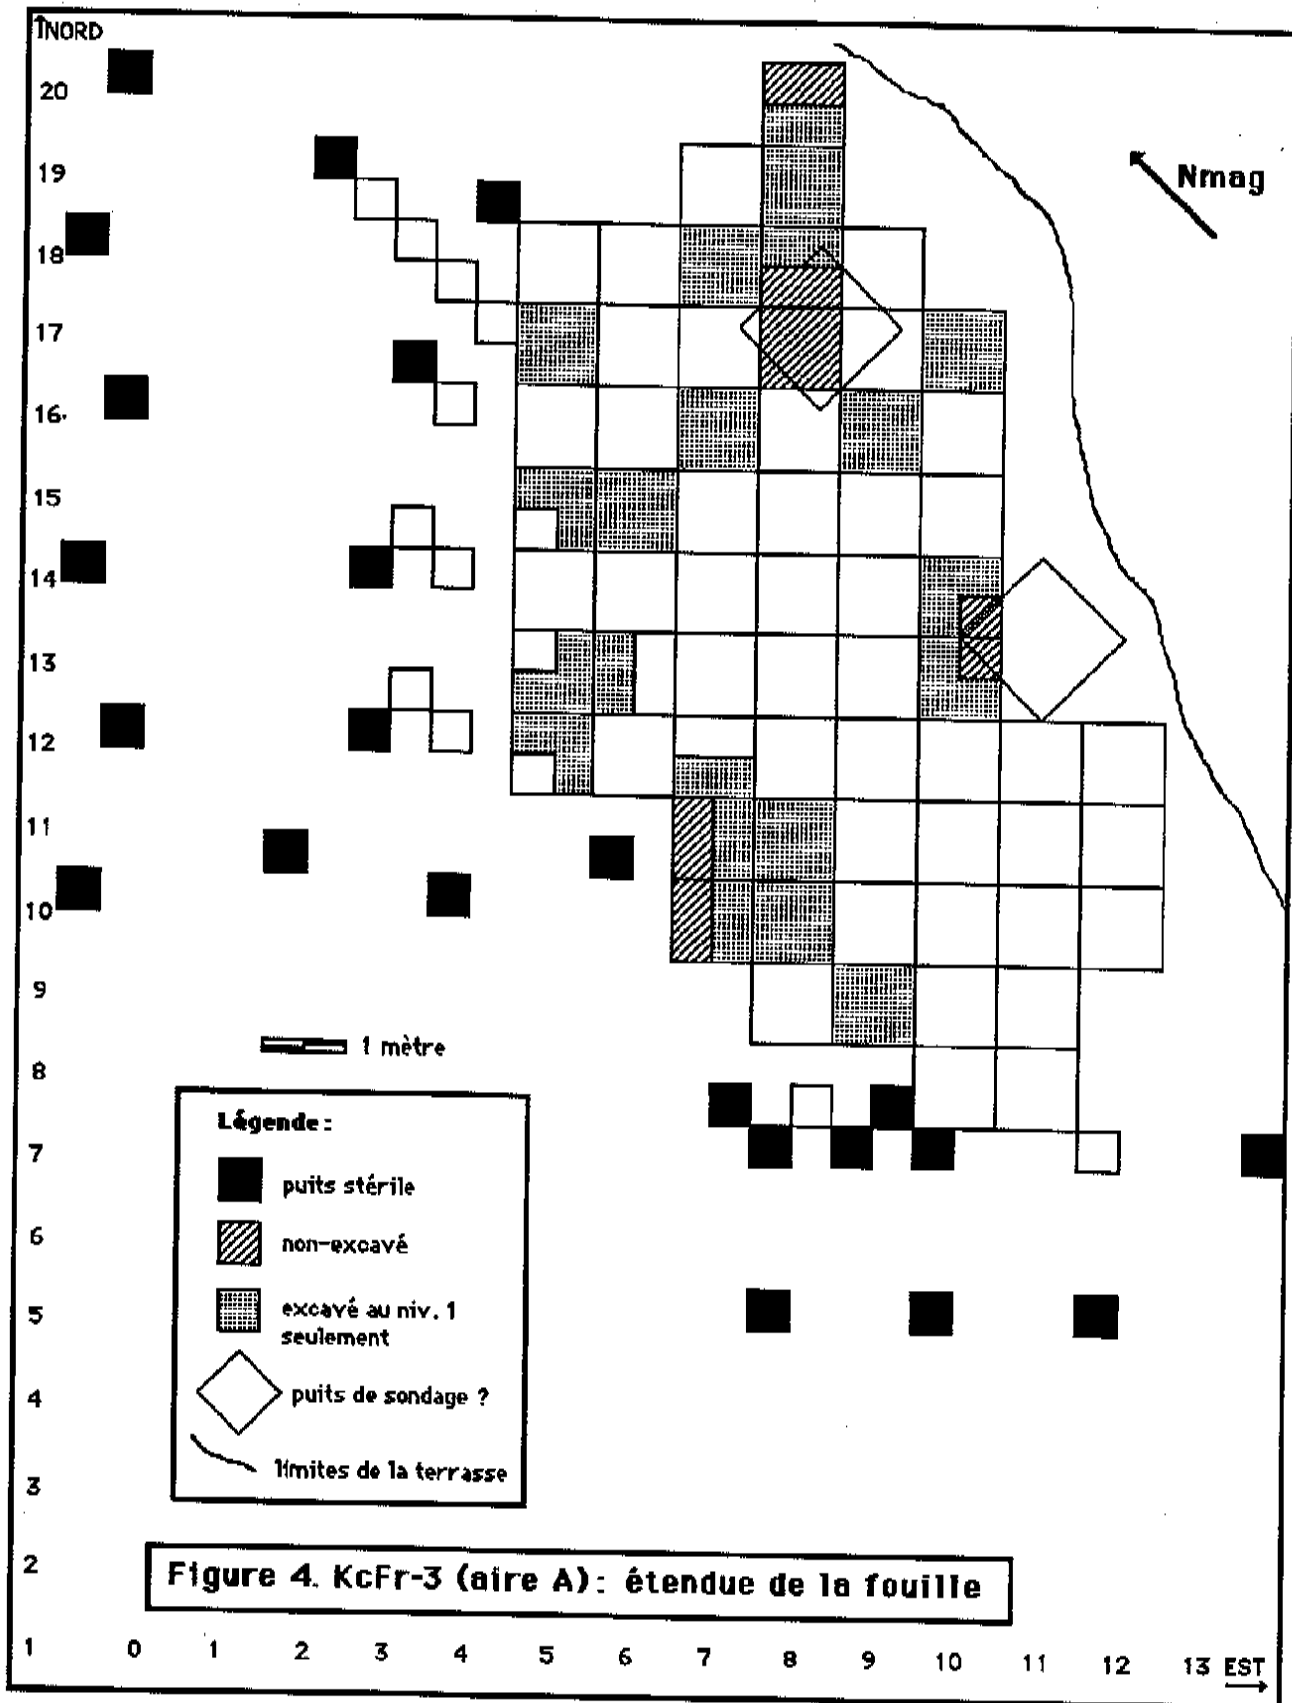 ↑NORD
20
19
Nmag
18
17
16
15
14
13
12
11
10
9
1 mètre
8
Légende :
7
puits stérile
6
non-excavé
5
excavé au niv. 1
seulement
4
puits de sondage ?
3
limites de la terrasse
2
Figure 4. KcFr-3 (aire A) : étendue de la fouille
1 0 1 2 3 4 5 6 7 8 9 10 11 12 13 EST →